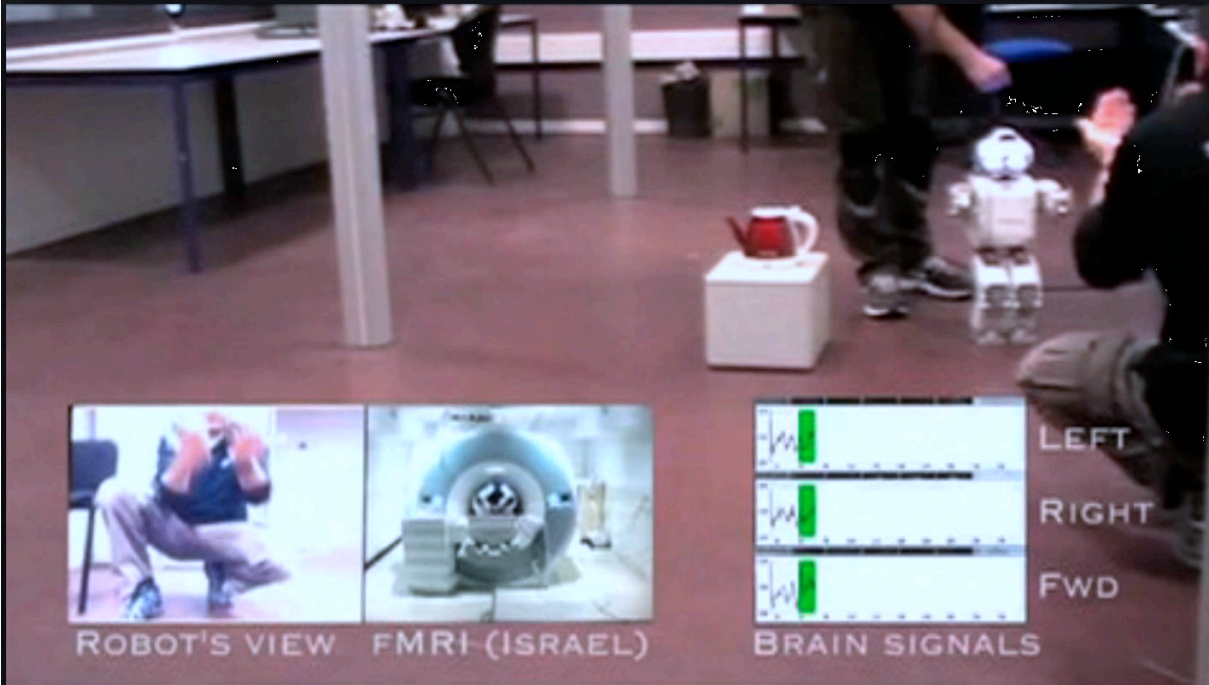 LEFT
RIGHT
FWD
ROBOT'S VIEW
FMRI (ISRAEL)
BRAIN SIGNALS